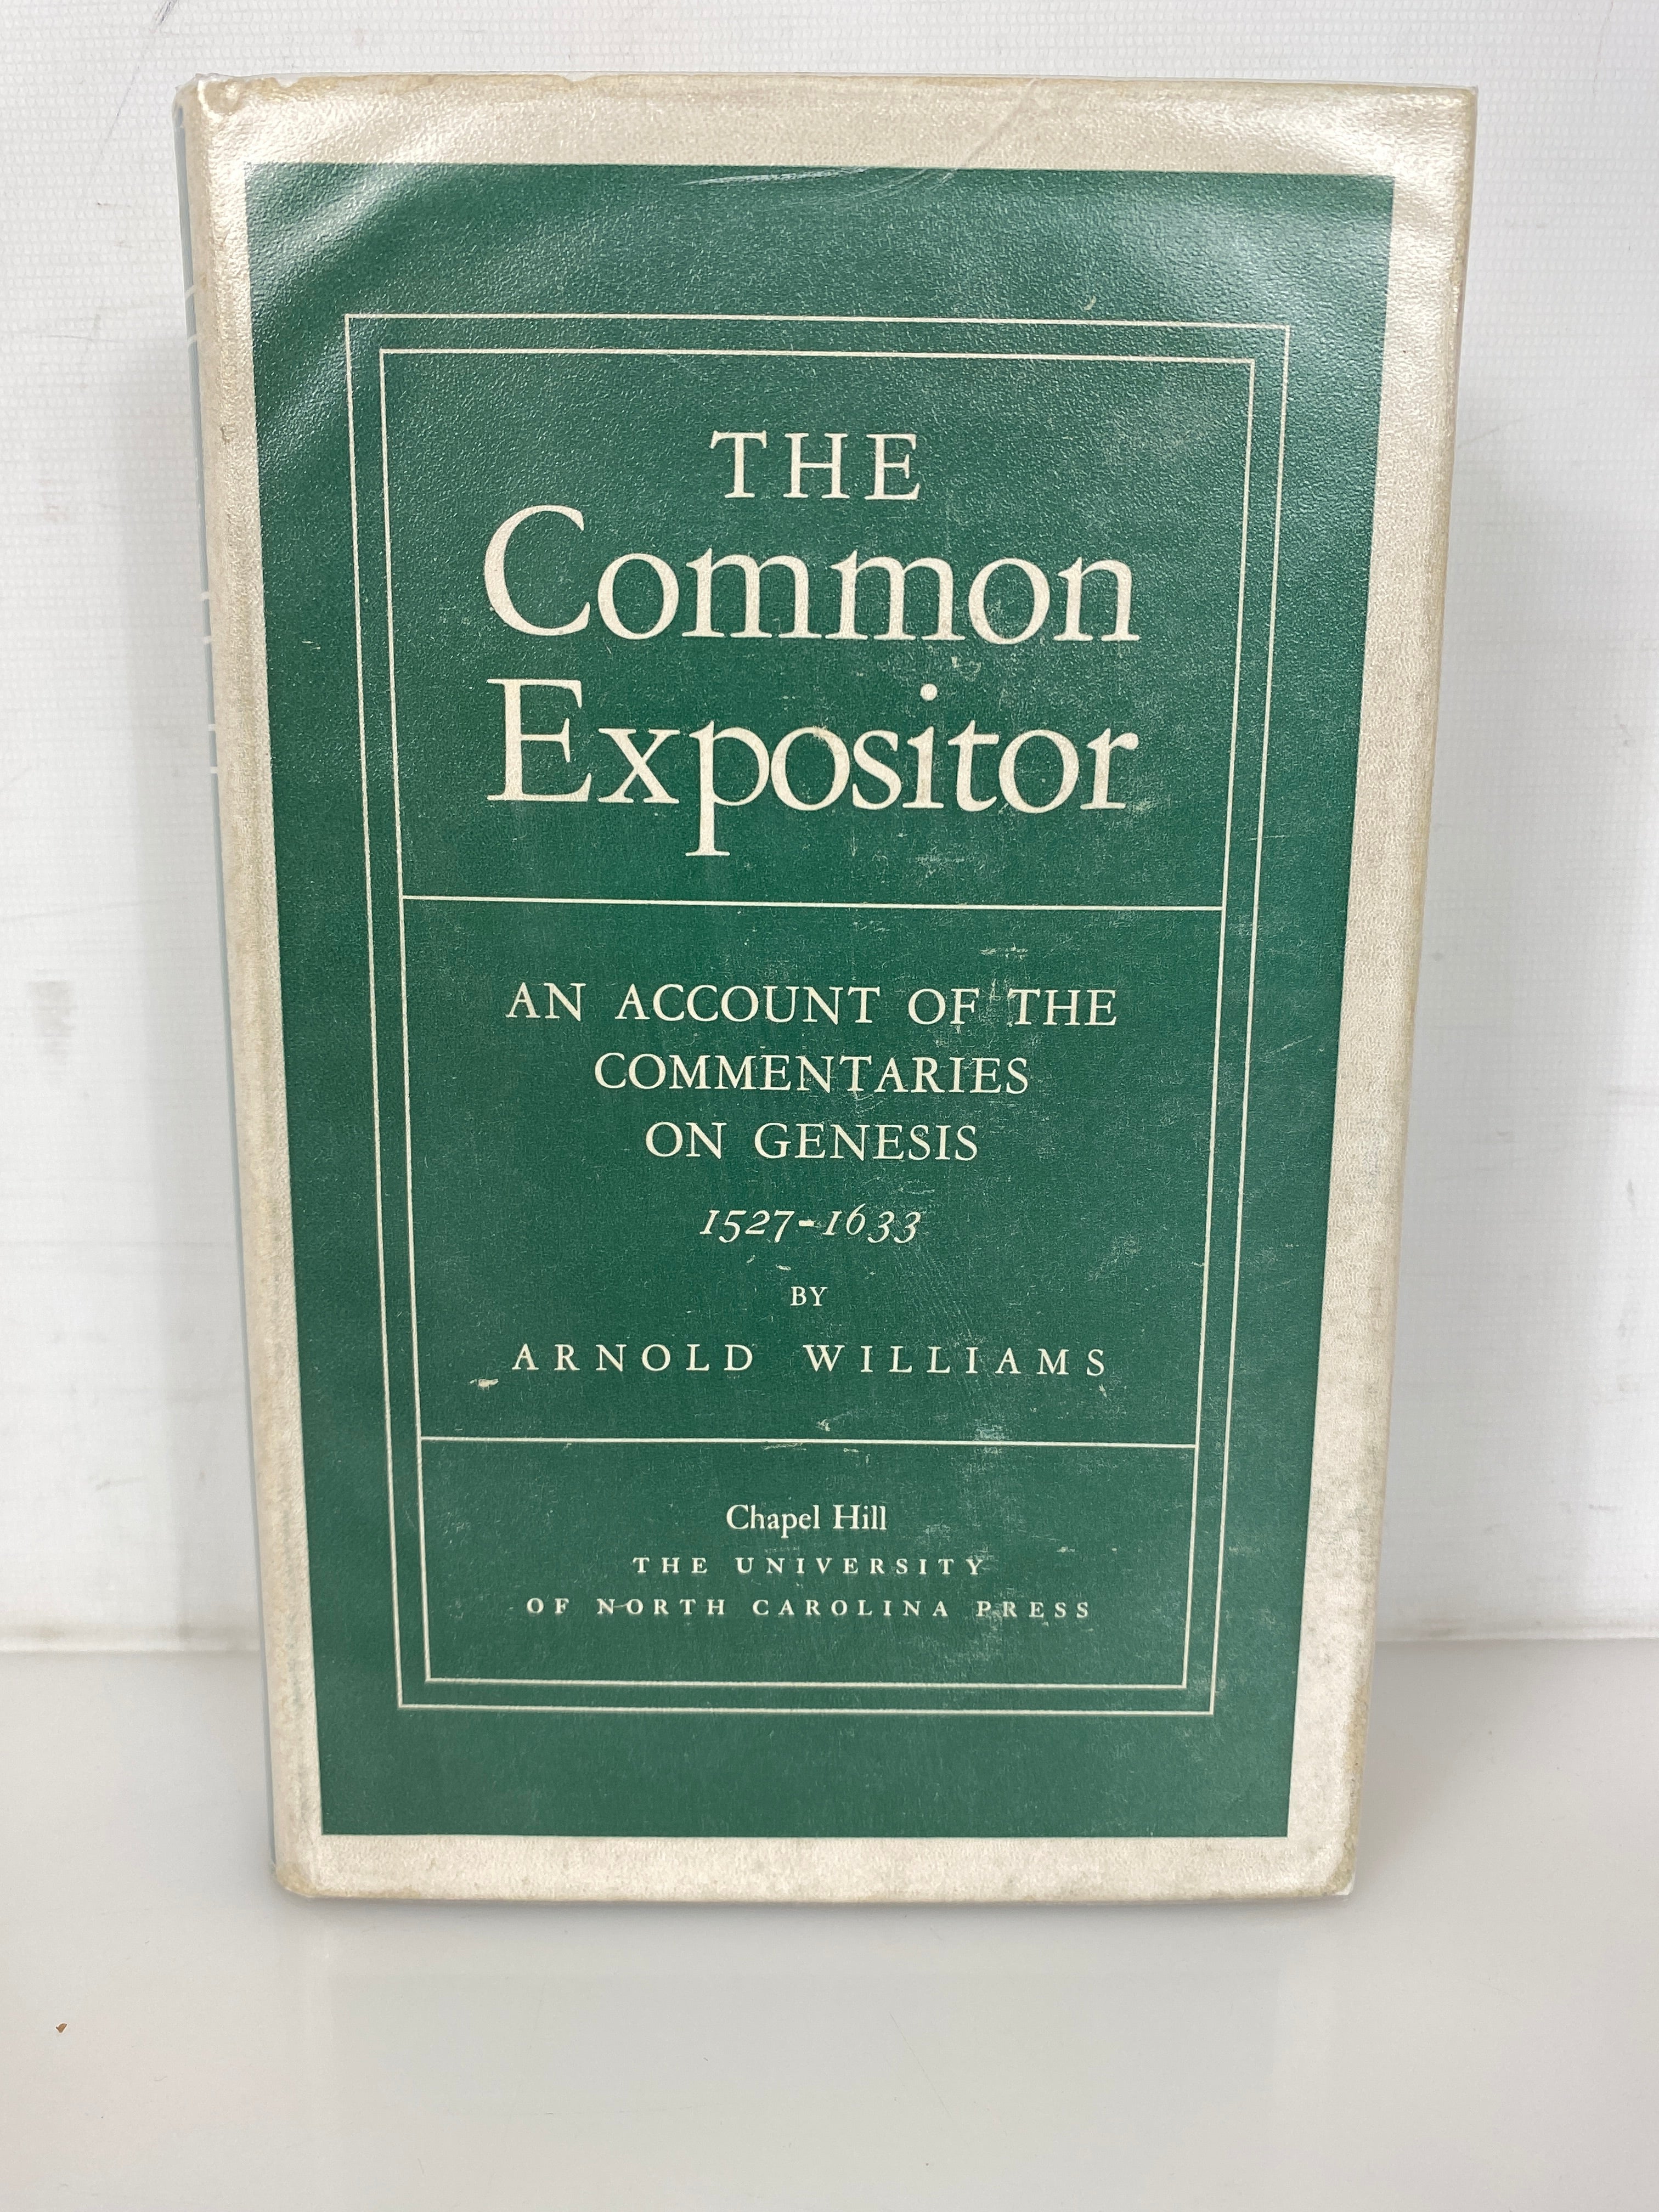 THE
Common
Expositor
AN ACCOUNT OF THE
COMMENTARIES
ON GENESIS
1527-1633
BY
ARNOLD WILLIAMS
Chapel Hill
THE UNIVERSITY
OF NORTH CAROLINA PRESS